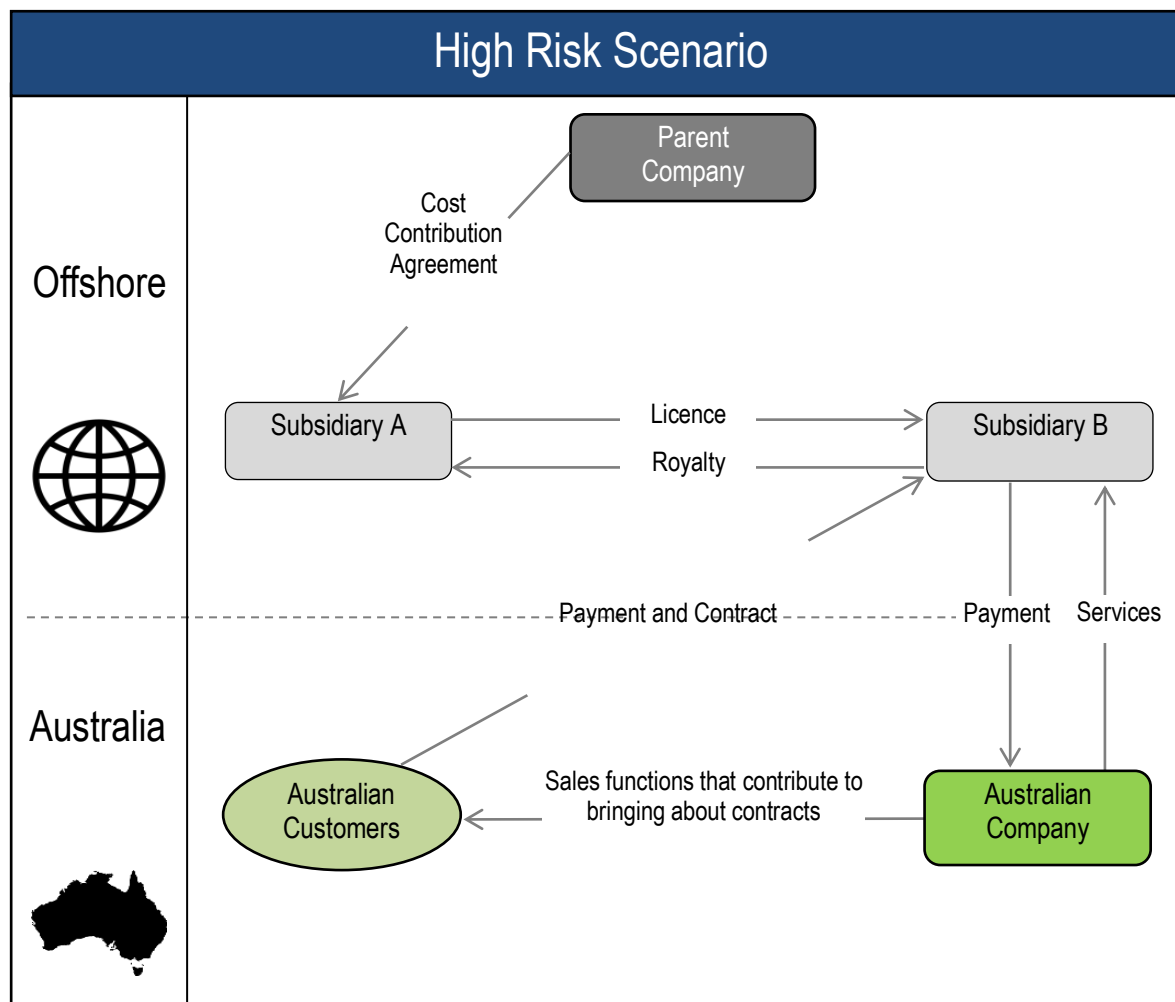 High Risk Scenario
Parent
Company
Cost
Contribution
Agreement
Offshore
Subsidiary A
Licence
Royalty
Subsidiary B
Payment and Contract
Payment
Services
Australia
Australian
Customers
Sales functions that contribute to
bringing about contracts
Australian
Company